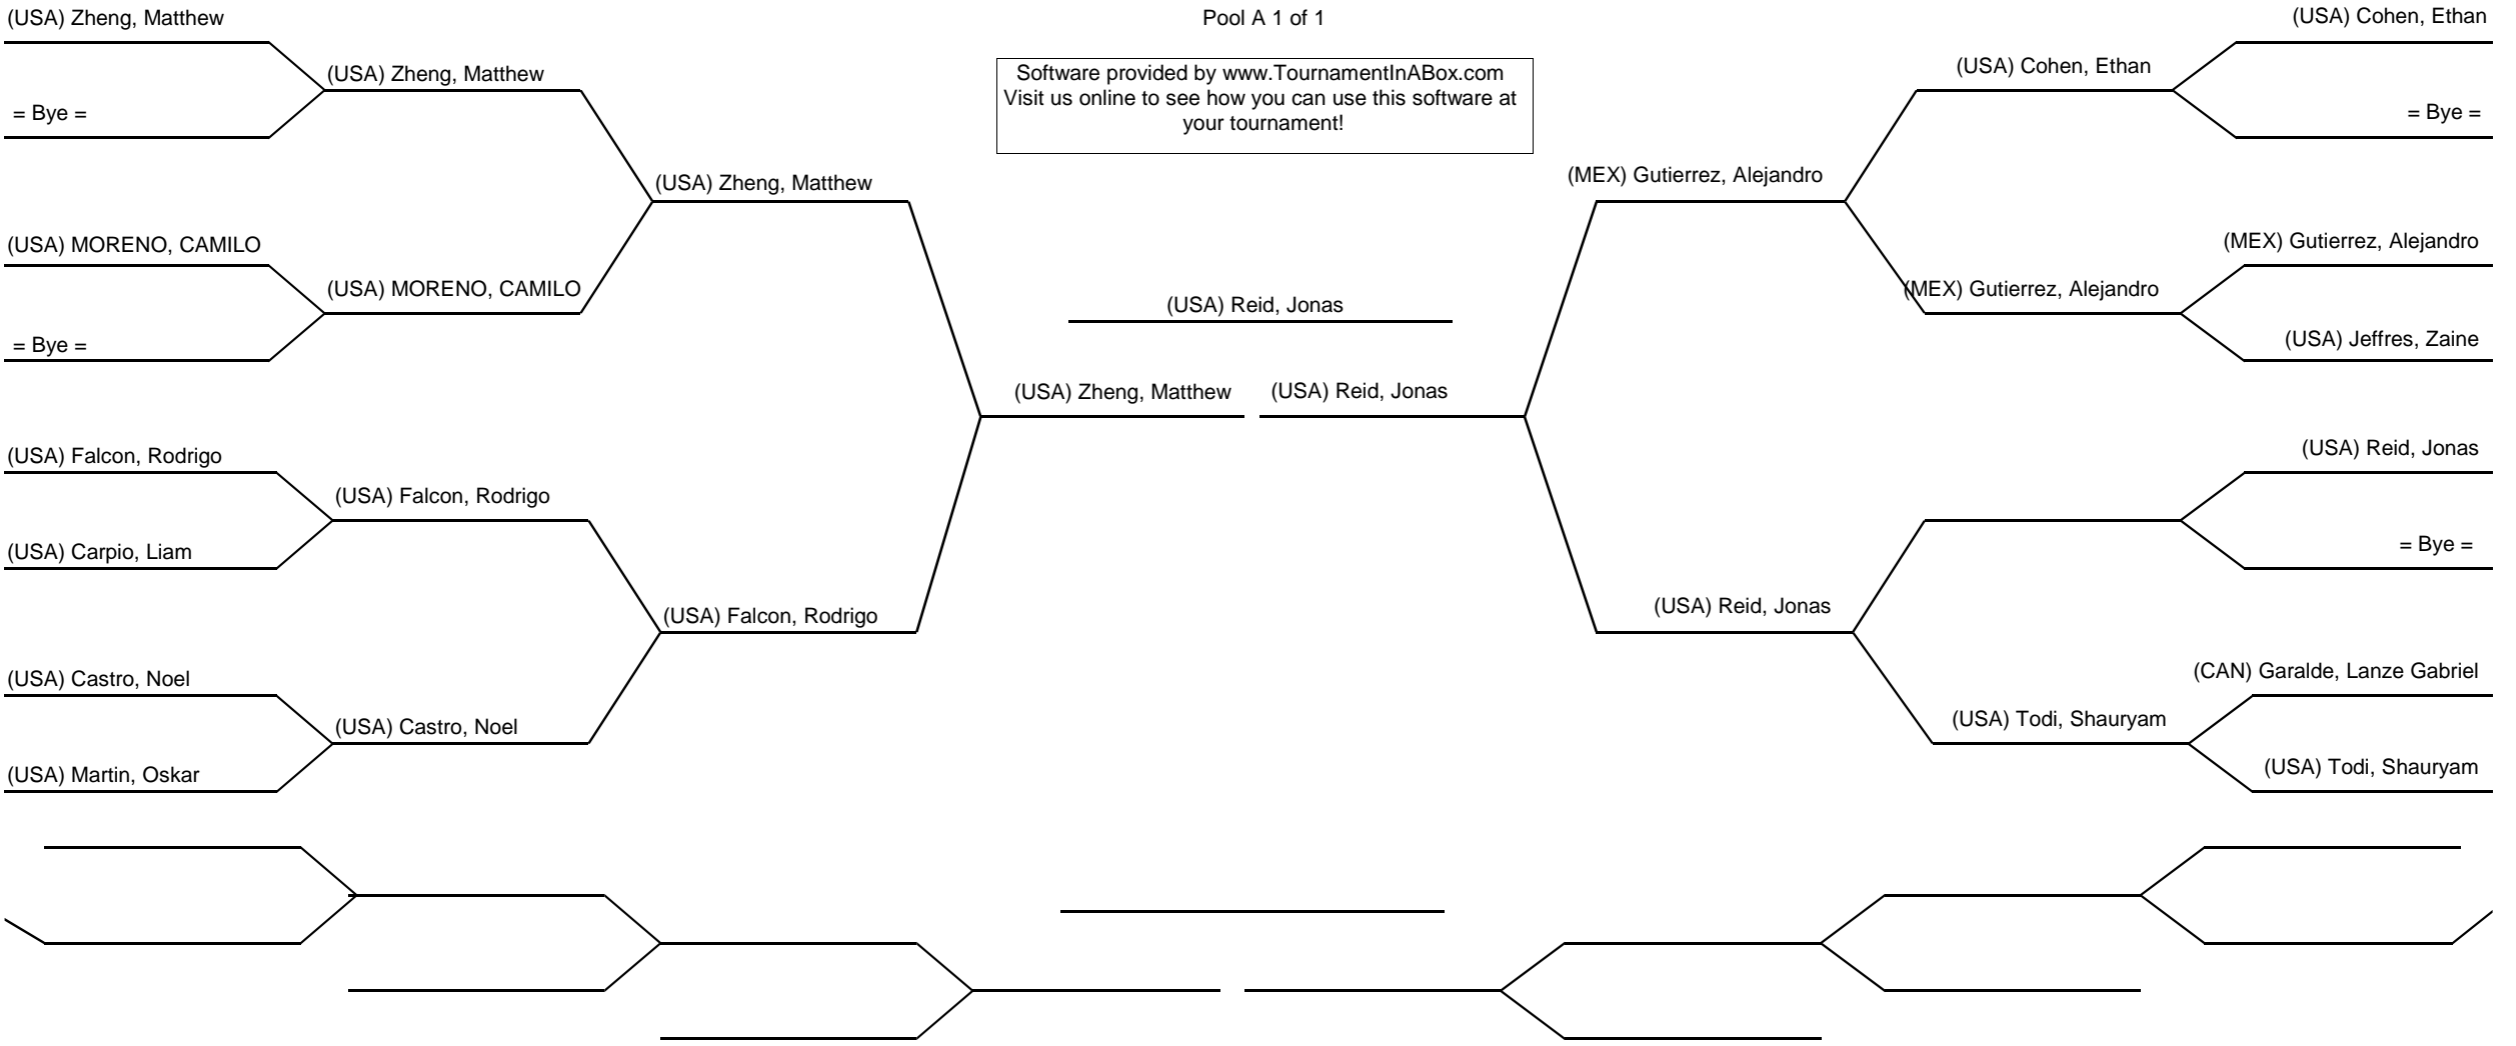 (USA) Zheng, Matthew
= Bye =
(USA) MORENO, CAMILO
= Bye =
(USA) Falcon, Rodrigo
(USA) Carpio, Liam
(USA) Castro, Noel
(USA) Martin, Oskar
(USA) Zheng, Matthew
(USA) MORENO, CAMILO
(USA) Falcon, Rodrigo
(USA) Castro, Noel
(USA) Zheng, Matthew
(USA) Falcon, Rodrigo
Pool A 1 of 1
Software provided by www.TournamentInABox.com
Visit us online to see how you can use this software at
your tournament!
(USA) Reid, Jonas
(USA) Zheng, Matthew
(USA) Reid, Jonas
(MEX) Gutierrez, Alejandro
(USA) Reid, Jonas
(USA) Cohen, Ethan
(MEX) Gutierrez, Alejandro
(USA) Todi, Shauryam
(USA) Cohen, Ethan
= Bye =
(MEX) Gutierrez, Alejandro
(USA) Jeffres, Zaine
(USA) Reid, Jonas
= Bye =
(CAN) Garalde, Lanze Gabriel
(USA) Todi, Shauryam